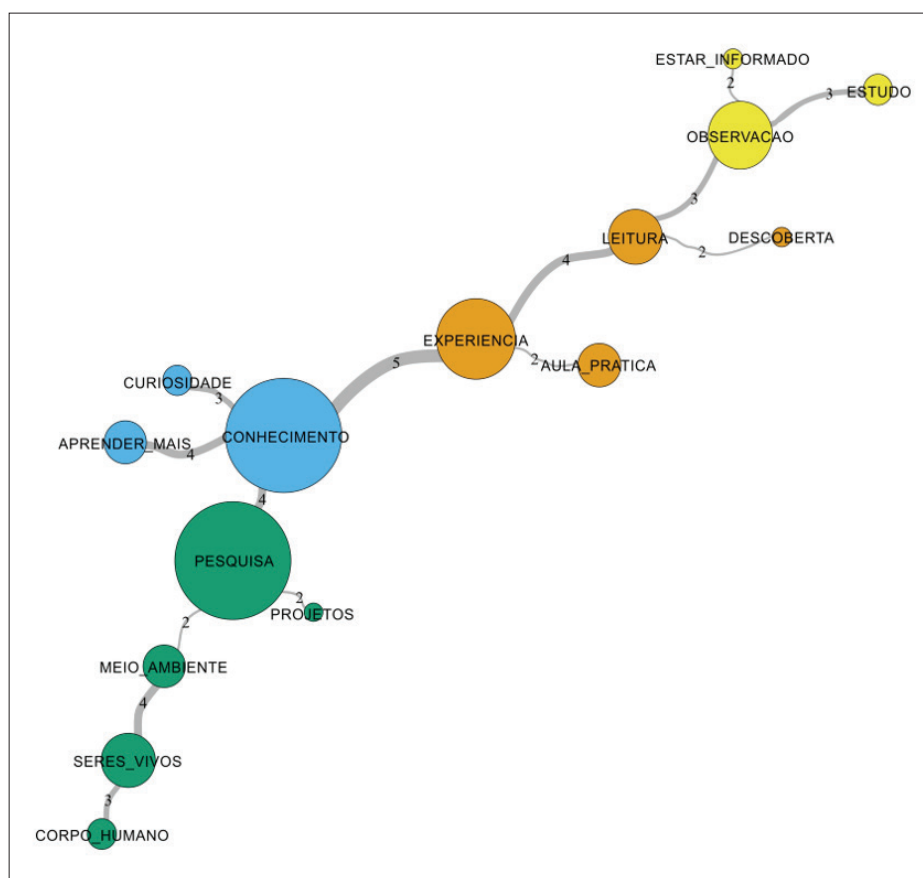 ESTAR_INFORMADO
2
3
ESTUDO
OBSERVACAO
3
LEITURA
2
DESCOBERTA
4
EXPERIENCIA
2
AULA_PRATICA
5
CURIOSIDADE
3
CONHECIMENTO
APRENDER_MAIS
4
4
PESQUISA
2
PROJETOS
2
MEIO_AMBIENTE
4
SERES_VIVOS
3
CORPO_HUMANO